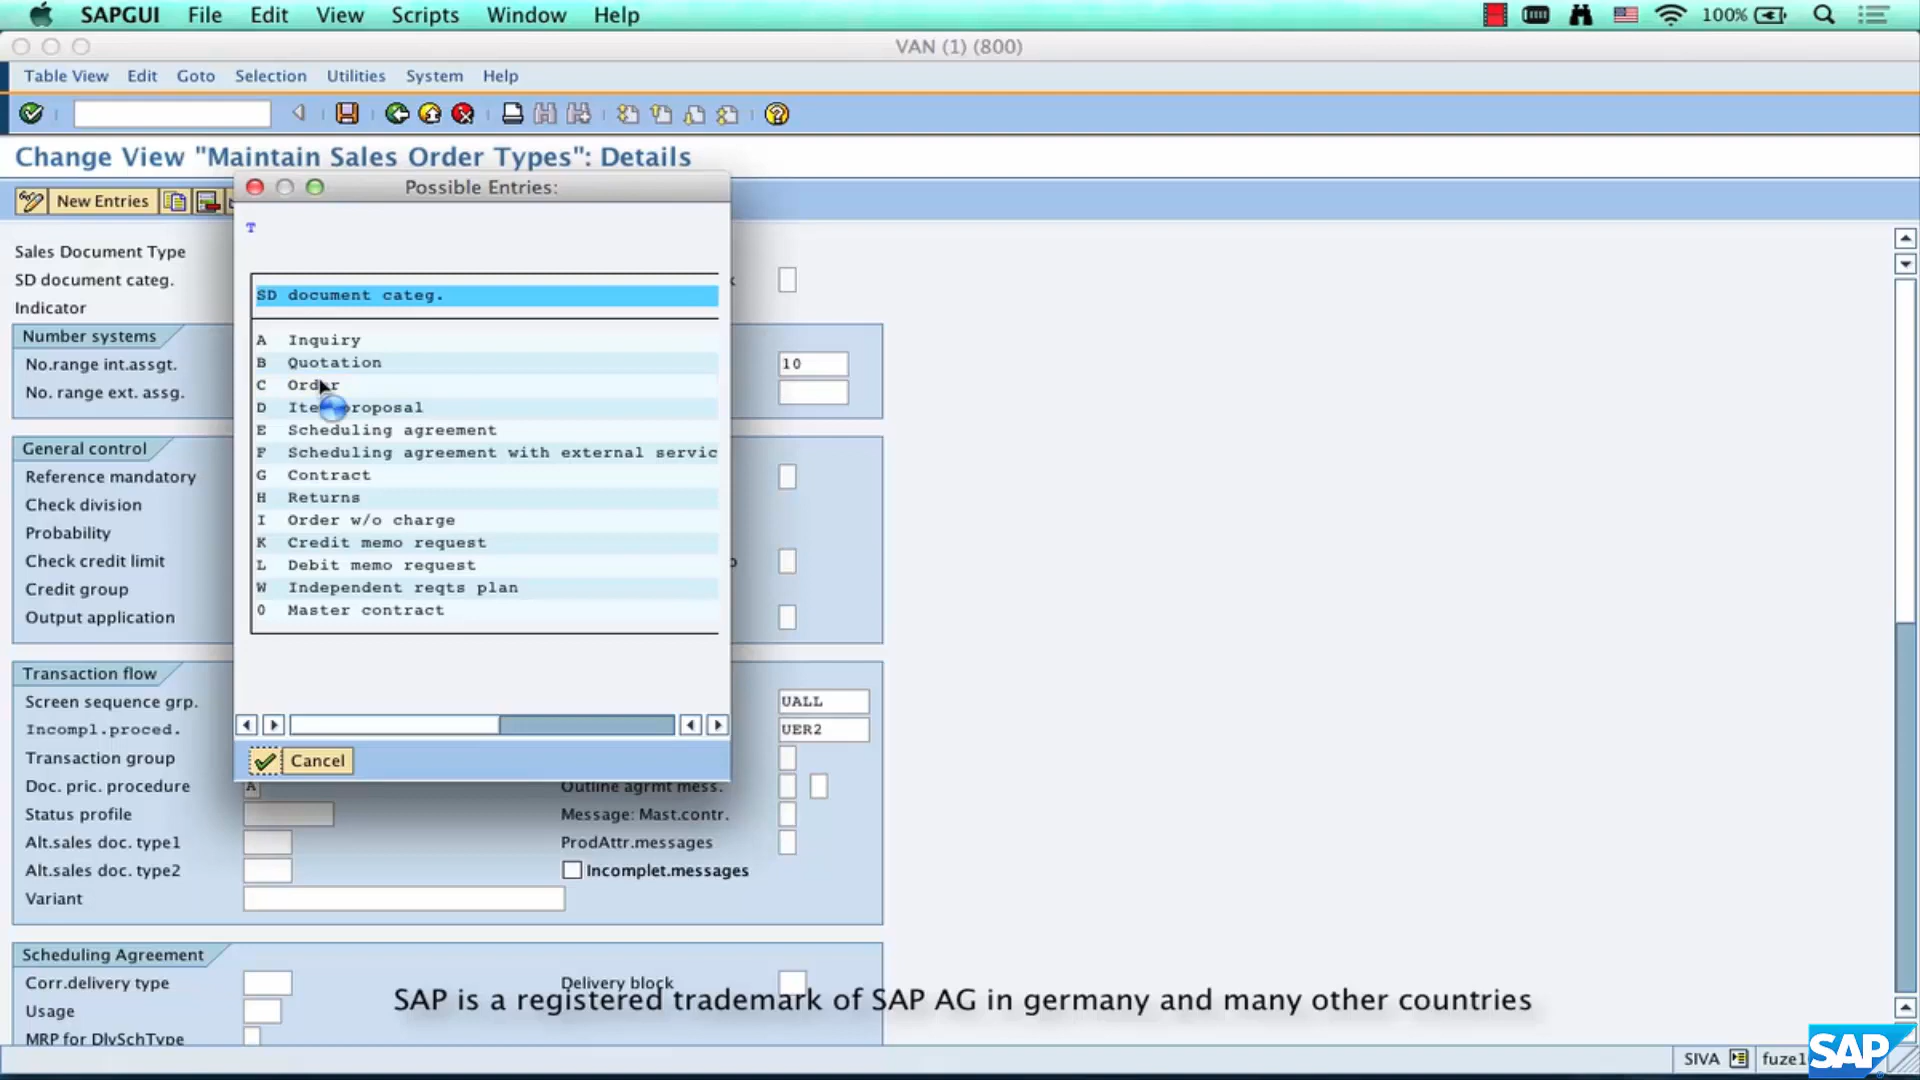 SAPGUI File Edit View Scripts Window Help 100%
VAN (1) (800)
Table View Edit Goto Selection Utilities System Help
Change View "Maintain Sales Order Types": Details
New Entries
Possible Entries:
T
Sales Document Type
SD document categ.
Indicator
SD document categ.
A Inquiry
B Quotation
C Order
D Item proposal
E Scheduling agreement
F Scheduling agreement with external servic
G Contract
H Returns
I Order w/o charge
K Credit memo request
L Debit memo request
W Independent reqts plan
0 Master contract
Cancel
Number systems
No.range int.assgt. 10
No. range ext. assg.
General control
Reference mandatory
Check division
Probability
Check credit limit
Credit group
Output application
Transaction flow
Screen sequence grp. UALL
Incompl.proced. UER2
Transaction group
Doc. pric. procedure A Outline agrmt mess.
Status profile Message: Mast.contr.
Alt.sales doc. type1 ProdAttr.messages
Alt.sales doc. type2 Incomplet.messages
Variant
Scheduling Agreement
Corr.delivery type Delivery block
Usage
MRP for DlvSchType
SAP is a registered trademark of SAP AG in germany and many other countries
SIVA fuze1
SAP